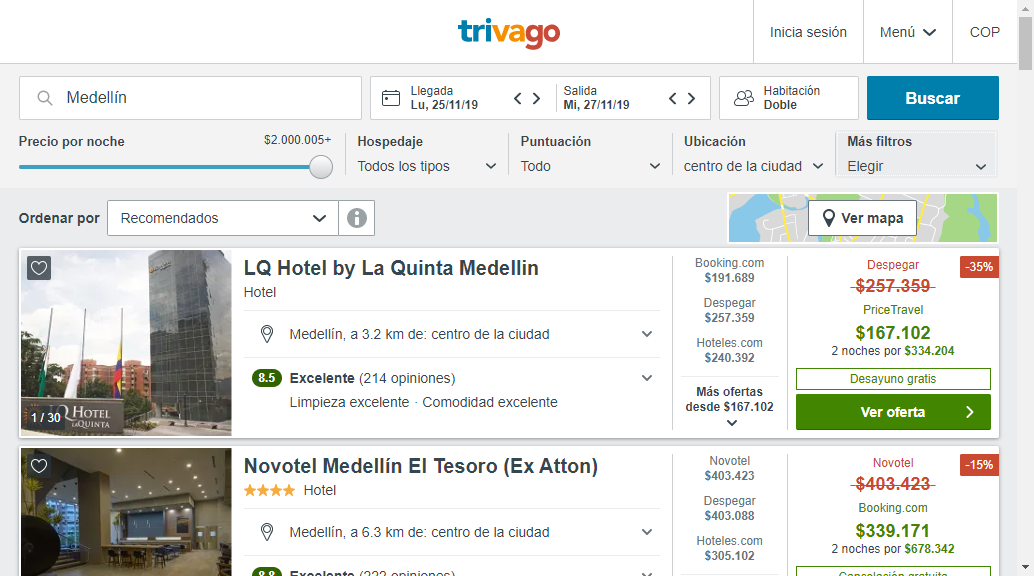 trivago
Inicia sesión
Menú
COP
Medellín
Llegada
Lu, 25/11/19
Salida
Mi, 27/11/19
Habitación
Doble
Buscar
Precio por noche
$2.000.005+
Hospedaje
Todos los tipos
Puntuación
Todo
Ubicación
centro de la ciudad
Más filtros
Elegir
Ordenar por
Recomendados
Ver mapa
HOTEL
LAQUINTA
1 / 30
LQ Hotel by La Quinta Medellin
Hotel
Medellín, a 3.2 km de: centro de la ciudad
8.5 Excelente (214 opiniones)
Limpieza excelente · Comodidad excelente
Booking.com
$191.689
Despegar
$257.359
Hoteles.com
$240.392
Más ofertas
desde $167.102
Despegar
-35%
$257.359
PriceTravel
$167.102
2 noches por $334.204
Desayuno gratis
Ver oferta
Novotel Medellín El Tesoro (Ex Atton)
Hotel
Medellín, a 6.3 km de: centro de la ciudad
8.8 Excelente (222 opiniones)
Novotel
$403.423
Despegar
$403.088
Hoteles.com
$305.102
Novotel
-15%
$403.423
Booking.com
$339.171
2 noches por $678.342
Cancelación gratuita